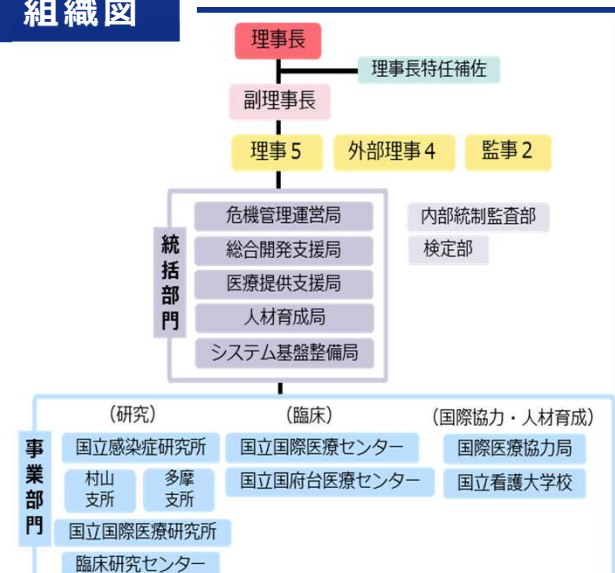 組織図
理事長
理事長特任補佐
副理事長
理事5
外部理事4
監事2
統括部門
危機管理運営局
総合開発支援局
医療提供支援局
人材育成局
システム基盤整備局
内部統制監査部
検定部
事業部門
(研究)
国立感染症研究所
村山
支所
多摩
支所
国立国際医療研究所
臨床研究センター
(臨床)
国立国際医療センター
国立国府台医療センター
(国際協力・人材育成)
国際医療協力局
国立看護大学校